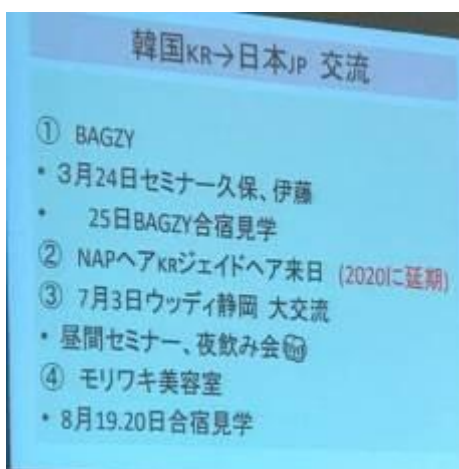 韓国KR→日本JP 交流
① BAGZY
• 3月24日セミナー久保、伊藤
• 25日BAGZY合宿見学
② NAPヘアKRジェイドヘア来日 (2020に延期)
③ 7月3日ウッディ静岡 大交流
• 昼間セミナー、夜飲み会🍻
④ モリワキ美容室
• 8月19.20日合宿見学